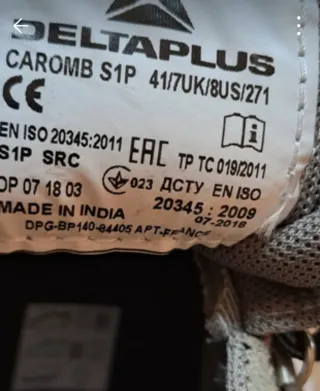 DELTAPLUS
CAROMB S1P 41/7UK/8US/271
CE
EN ISO 20345:2011
S1P SRC
EAC TP TC 019/2011
OP 07 18 03
023 ДСТУ EN ISO
20345 : 2009
MADE IN INDIA
07-2018
DPG-BP140-84405 APT-FRANCE